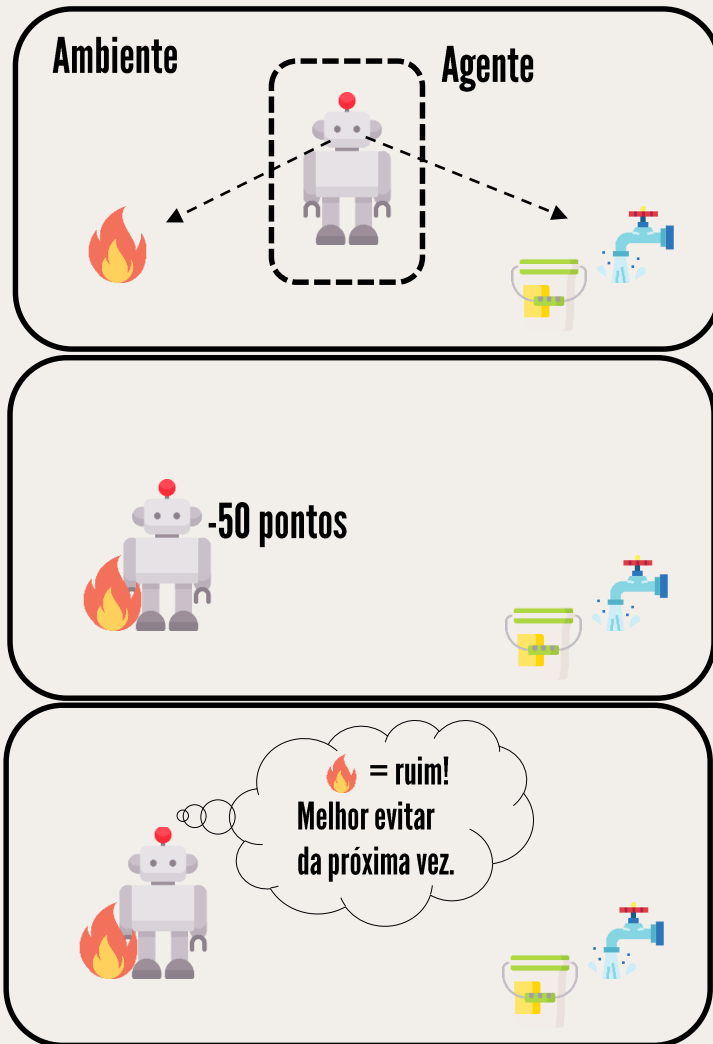 Ambiente
Agente
-50 pontos
= ruim!
Melhor evitar
da próxima vez.